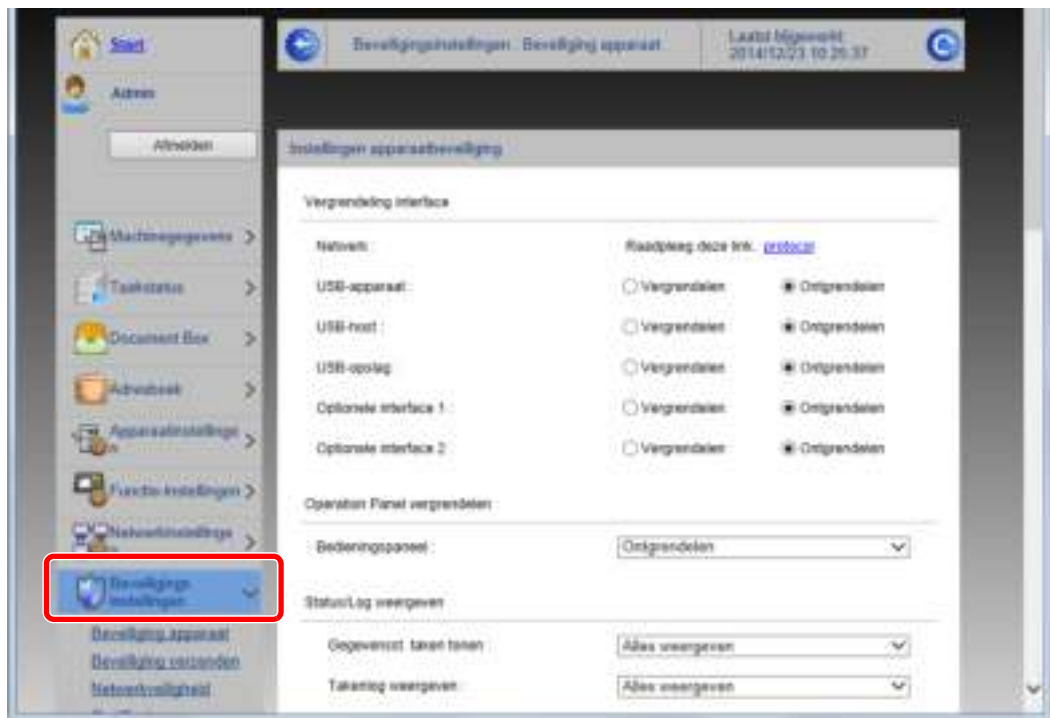 Start
Beveiligingsinstellingen : Beveiliging apparaat
Laatst bijgewerkt:
2014/12/23 10:25:37
Admin
Afmelden
Instellingen apparaatbeveiliging
Vergrendeling interface
Netwerk :
Raadpleeg deze link. protocol
USB-apparaat :
Vergrendelen
Ontgrendelen
USB-host :
Vergrendelen
Ontgrendelen
USB-opslag :
Vergrendelen
Ontgrendelen
Optionele interface 1 :
Vergrendelen
Ontgrendelen
Optionele interface 2 :
Vergrendelen
Ontgrendelen
Operation Panel vergrendelen
Bedieningspaneel :
Ontgrendelen
Status/Log weergeven
Gegevensst. taken tonen :
Alles weergeven
Takenlog weergeven :
Alles weergeven
Machinegegevens
Taakstatus
Document Box
Adresboek
Apparaatinstellinge
n
Functie-instellingen
Netwerkinstellinge
n
Beveiligings
instellingen
Beveiliging apparaat
Beveiliging verzenden
Netwerkveiligheid